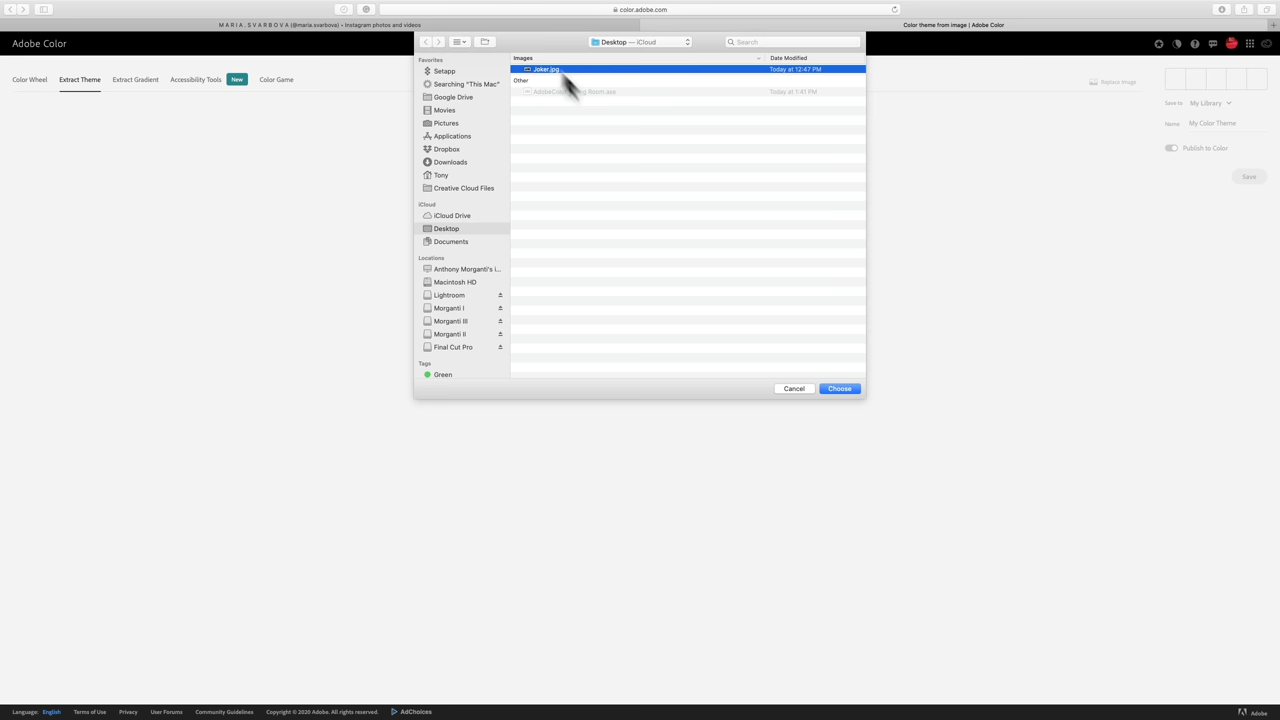 color.adobe.com
M A R I A . S V A R B O V A (@maria.svarbova) • Instagram photos and videos
Color theme from image | Adobe Color
Adobe Color
Color Wheel
Extract Theme
Extract Gradient
Accessibility Tools
New
Color Game
Desktop — iCloud
Search
Favorites
Setapp
Searching “This Mac”
Google Drive
Movies
Pictures
Applications
Dropbox
Downloads
Tony
Creative Cloud Files
iCloud
iCloud Drive
Desktop
Documents
Locations
Anthony Morganti's i...
Macintosh HD
Lightroom
Morganti I
Morganti III
Morganti II
Final Cut Pro
Tags
Green
Images
Date Modified
Joker.jpg
Today at 12:47 PM
Other
Room.axe
Today at 1:41 PM
Cancel
Choose
Replace Image
Save to
My Library
Name
My Color Theme
Publish to Color
Save
Language:
English
Terms of Use
Privacy
User Forums
Community Guidelines
Copyright © 2020 Adobe. All rights reserved.
AdChoices
Adobe